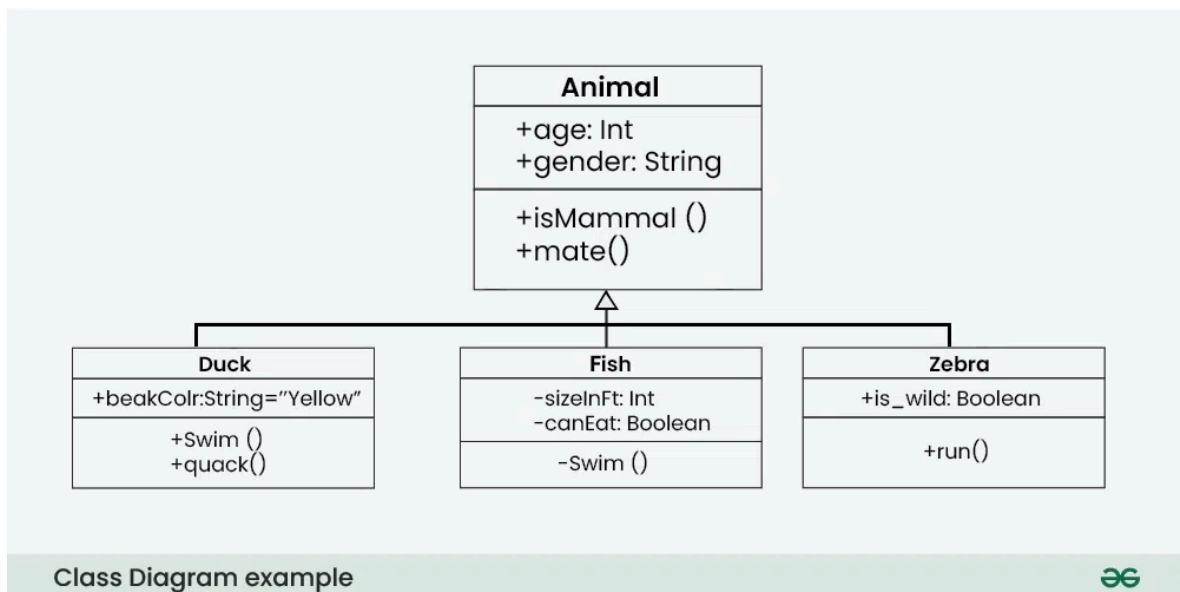 Animal
+age: Int
+gender: String
+isMammal ()
+mate()
Duck
+beakColr:String="Yellow"
+Swim ()
+quack()
Fish
-sizeInFt: Int
-canEat: Boolean
-Swim ()
Zebra
+is_wild: Boolean
+run()
Class Diagram example